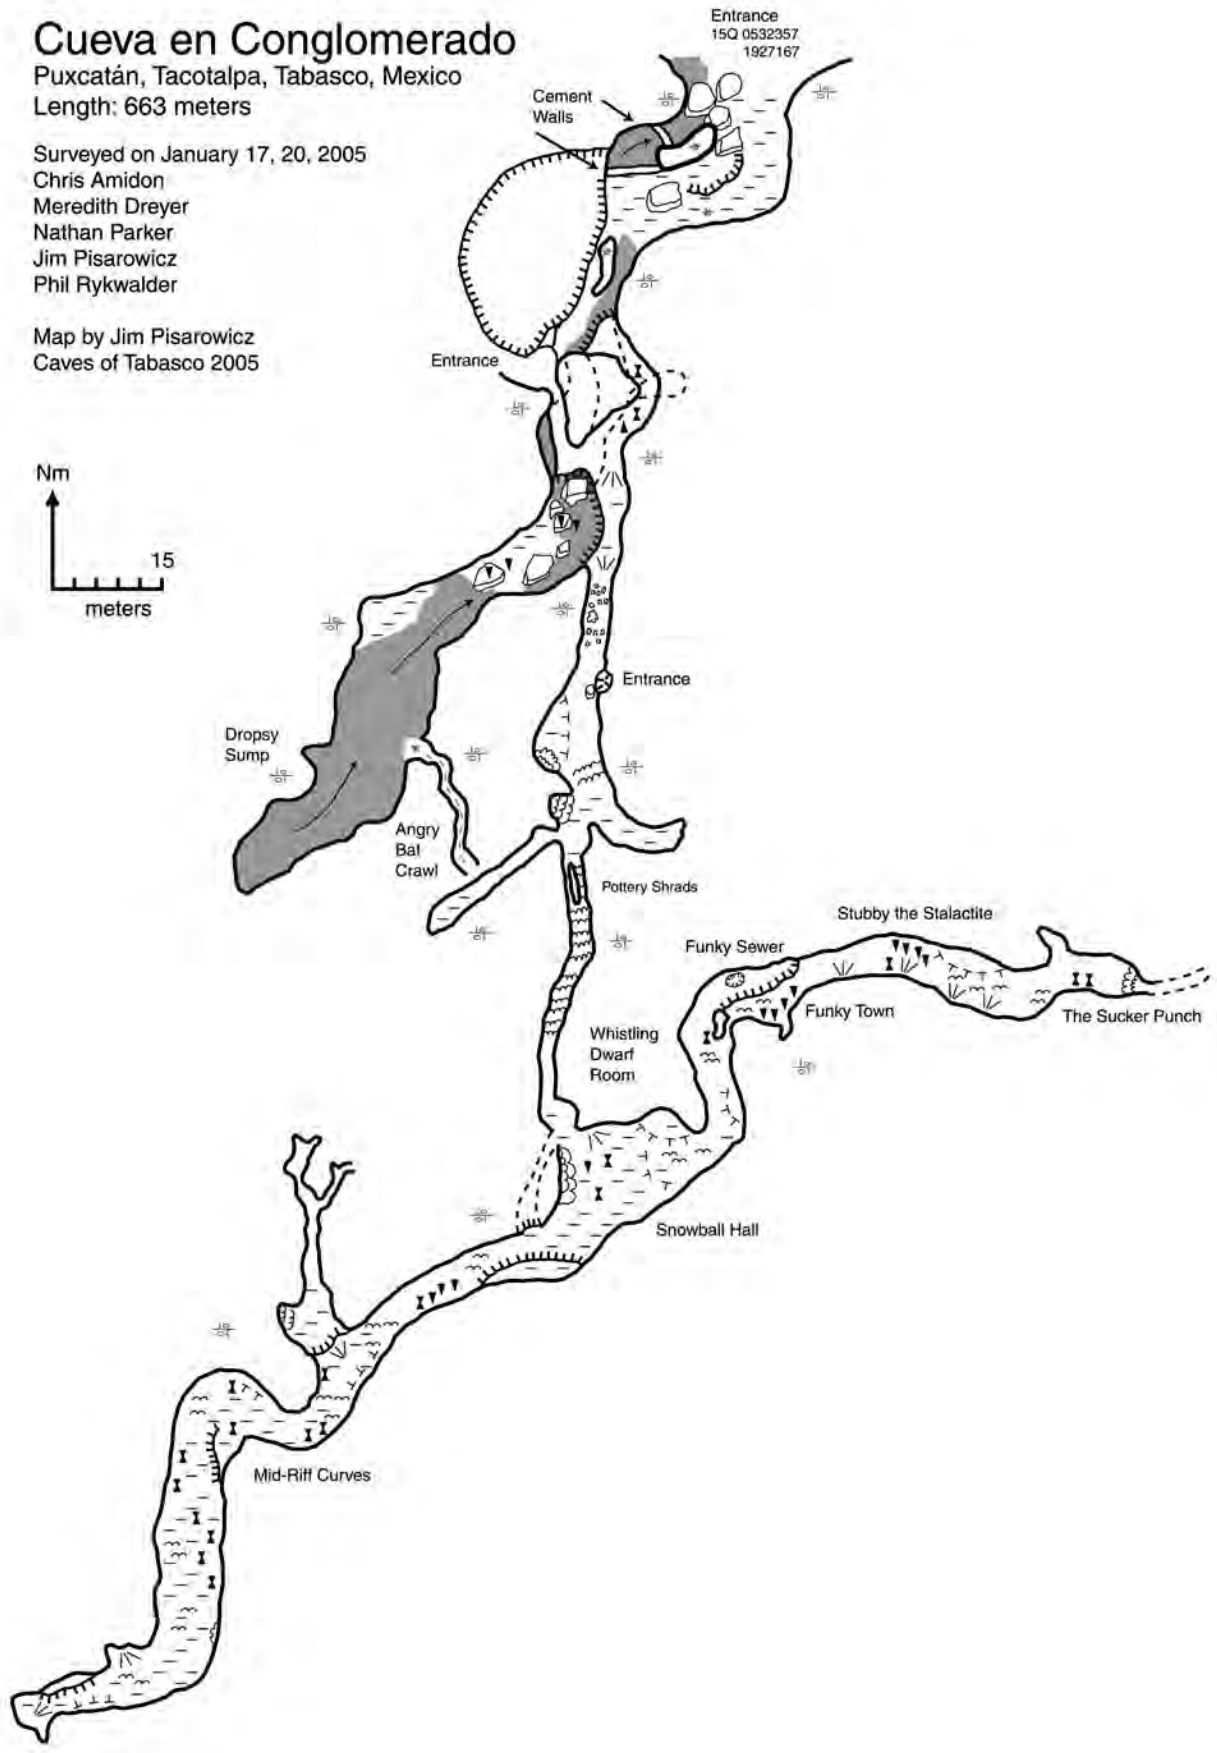 Cueva en Conglomerado
Puxcatán, Tacotalpa, Tabasco, Mexico
Length: 663 meters
Surveyed on January 17, 20, 2005
Chris Amidon
Meredith Dreyer
Nathan Parker
Jim Pisarowicz
Phil Rykwalder
Map by Jim Pisarowicz
Caves of Tabasco 2005
Entrance
15Q 0532357
1927167
Cement
Walls
Entrance
Nm
15
meters
Entrance
Dropsy
Sump
Angry
Bat
Crawl
Pottery Shrads
Stubby the Stalactite
Funky Sewer
Funky Town
The Sucker Punch
Whistling
Dwarf
Room
Snowball Hall
Mid-Riff Curves